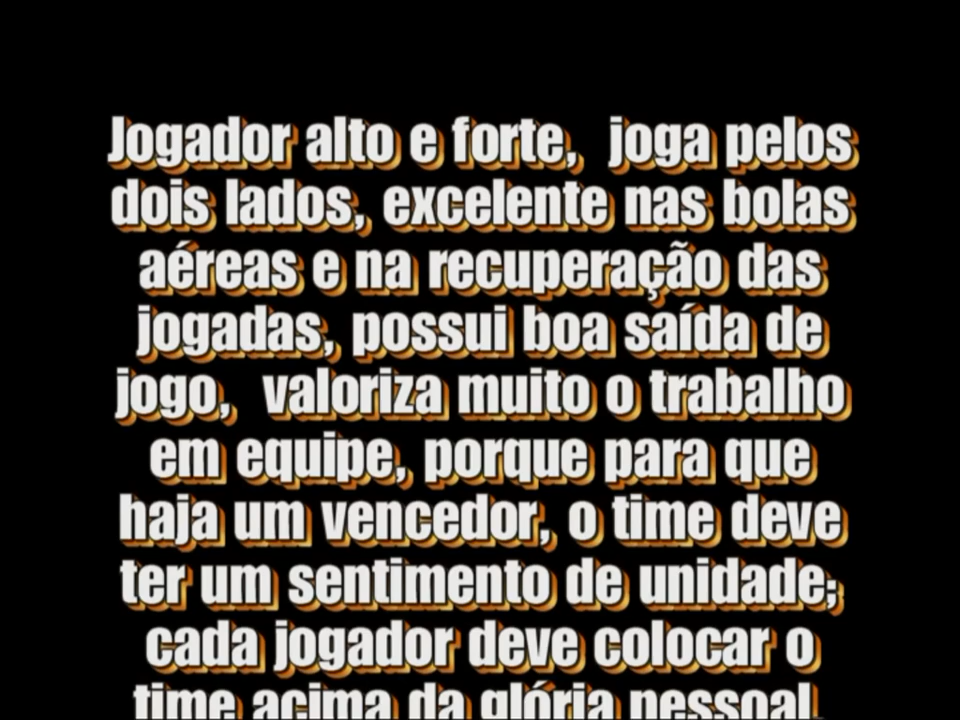 Jogador alto e forte, joga pelos
dois lados, excelente nas bolas
aéreas e na recuperação das
jogadas, possui boa saída de
jogo, valoriza muito o trabalho
em equipe, porque para que
haja um vencedor, o time deve
ter um sentimento de unidade;
cada jogador deve colocar o
time acima da glória pessoal